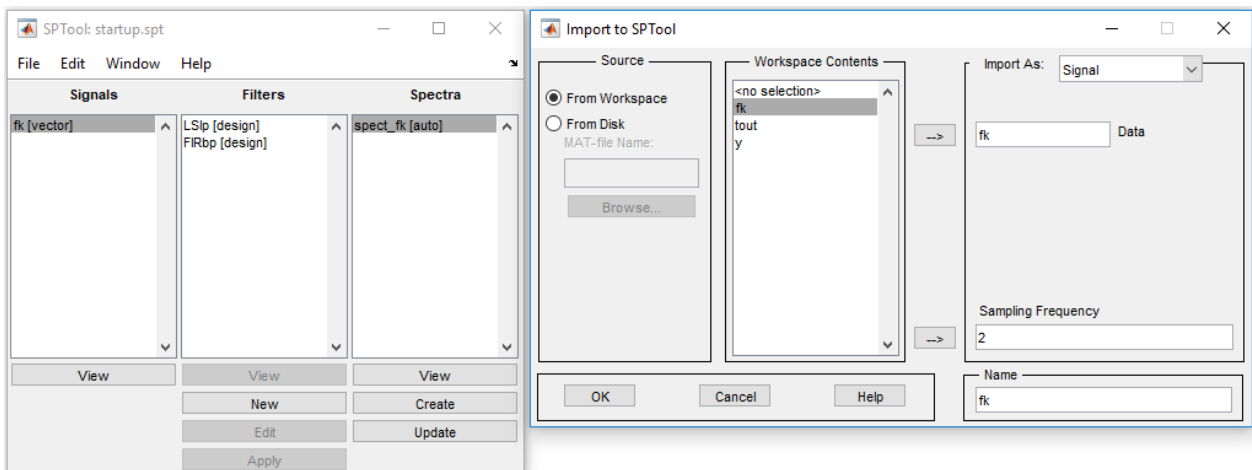 SPTool: startup.spt
File Edit Window Help
Signals Filters Spectra
fk [vector]
LSlp [design]
FIRbp [design]
spect_fk [auto]
View View View
New Create
Edit Update
Apply
Import to SPTool
Source
From Workspace
From Disk
MAT-file Name:
Browse...
Workspace Contents
<no selection>
fk
tout
y
-->
-->
Import As: Signal
fk Data
Sampling Frequency
2
Name
fk
OK Cancel Help